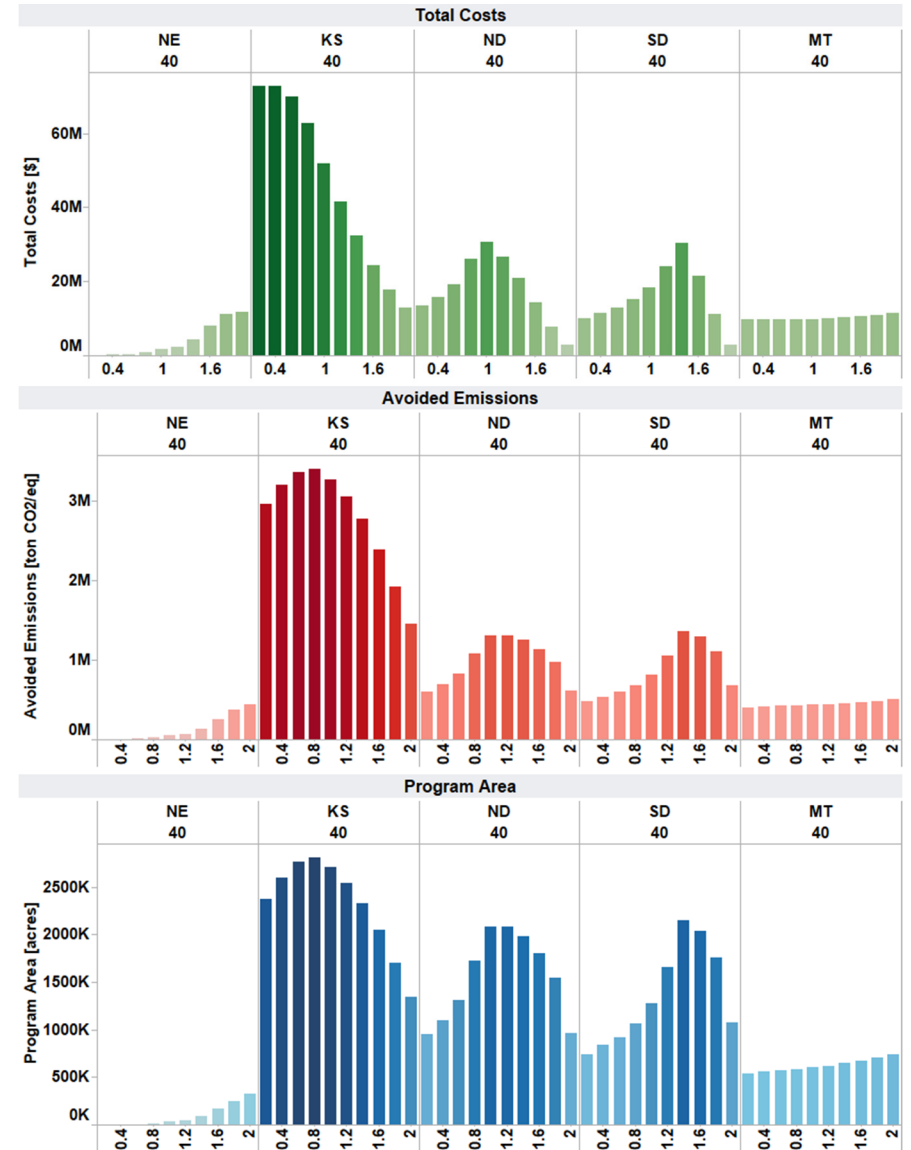 Total Costs
NE KS ND SD MT
40 40 40 40 40
Total Costs [$]
60M
40M
20M
0M
0.4 1 1.6 0.4 1 1.6 0.4 1 1.6 0.4 1 1.6 0.4 1 1.6
Avoided Emissions
NE KS ND SD MT
40 40 40 40 40
Avoided Emissions [ton CO2/eq]
3M
2M
1M
0M
0.4 0.8 1.2 1.6 2 0.4 0.8 1.2 1.6 2 0.4 0.8 1.2 1.6 2 0.4 0.8 1.2 1.6 2 0.4 0.8 1.2 1.6 2
Program Area
NE KS ND SD MT
40 40 40 40 40
Program Area [acres]
2500K
2000K
1500K
1000K
500K
0K
0.4 0.8 1.2 1.6 2 0.4 0.8 1.2 1.6 2 0.4 0.8 1.2 1.6 2 0.4 0.8 1.2 1.6 2 0.4 0.8 1.2 1.6 2